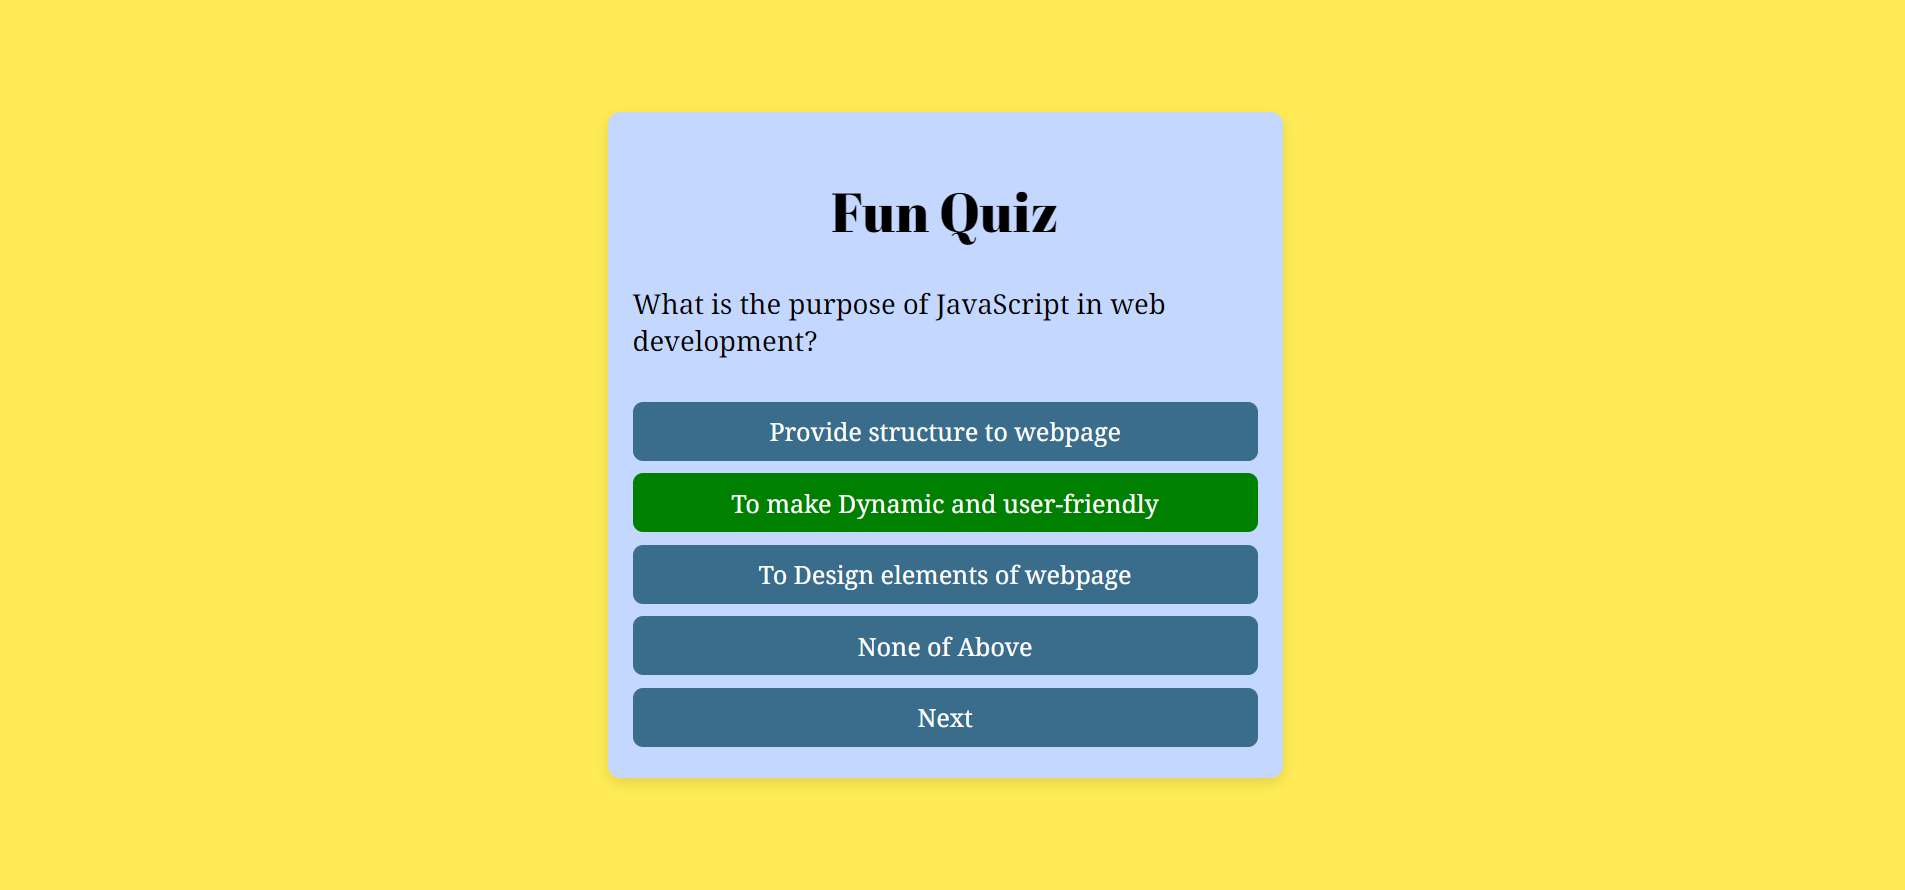 Fun Quiz
What is the purpose of JavaScript in web
development?
Provide structure to webpage
To make Dynamic and user-friendly
To Design elements of webpage
None of Above
Next